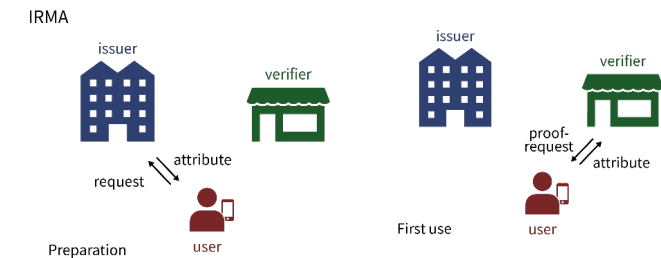 IRMA
issuer
verifier
attribute
request
user
Preparation
issuer
verifier
proof-
request
attribute
user
First use